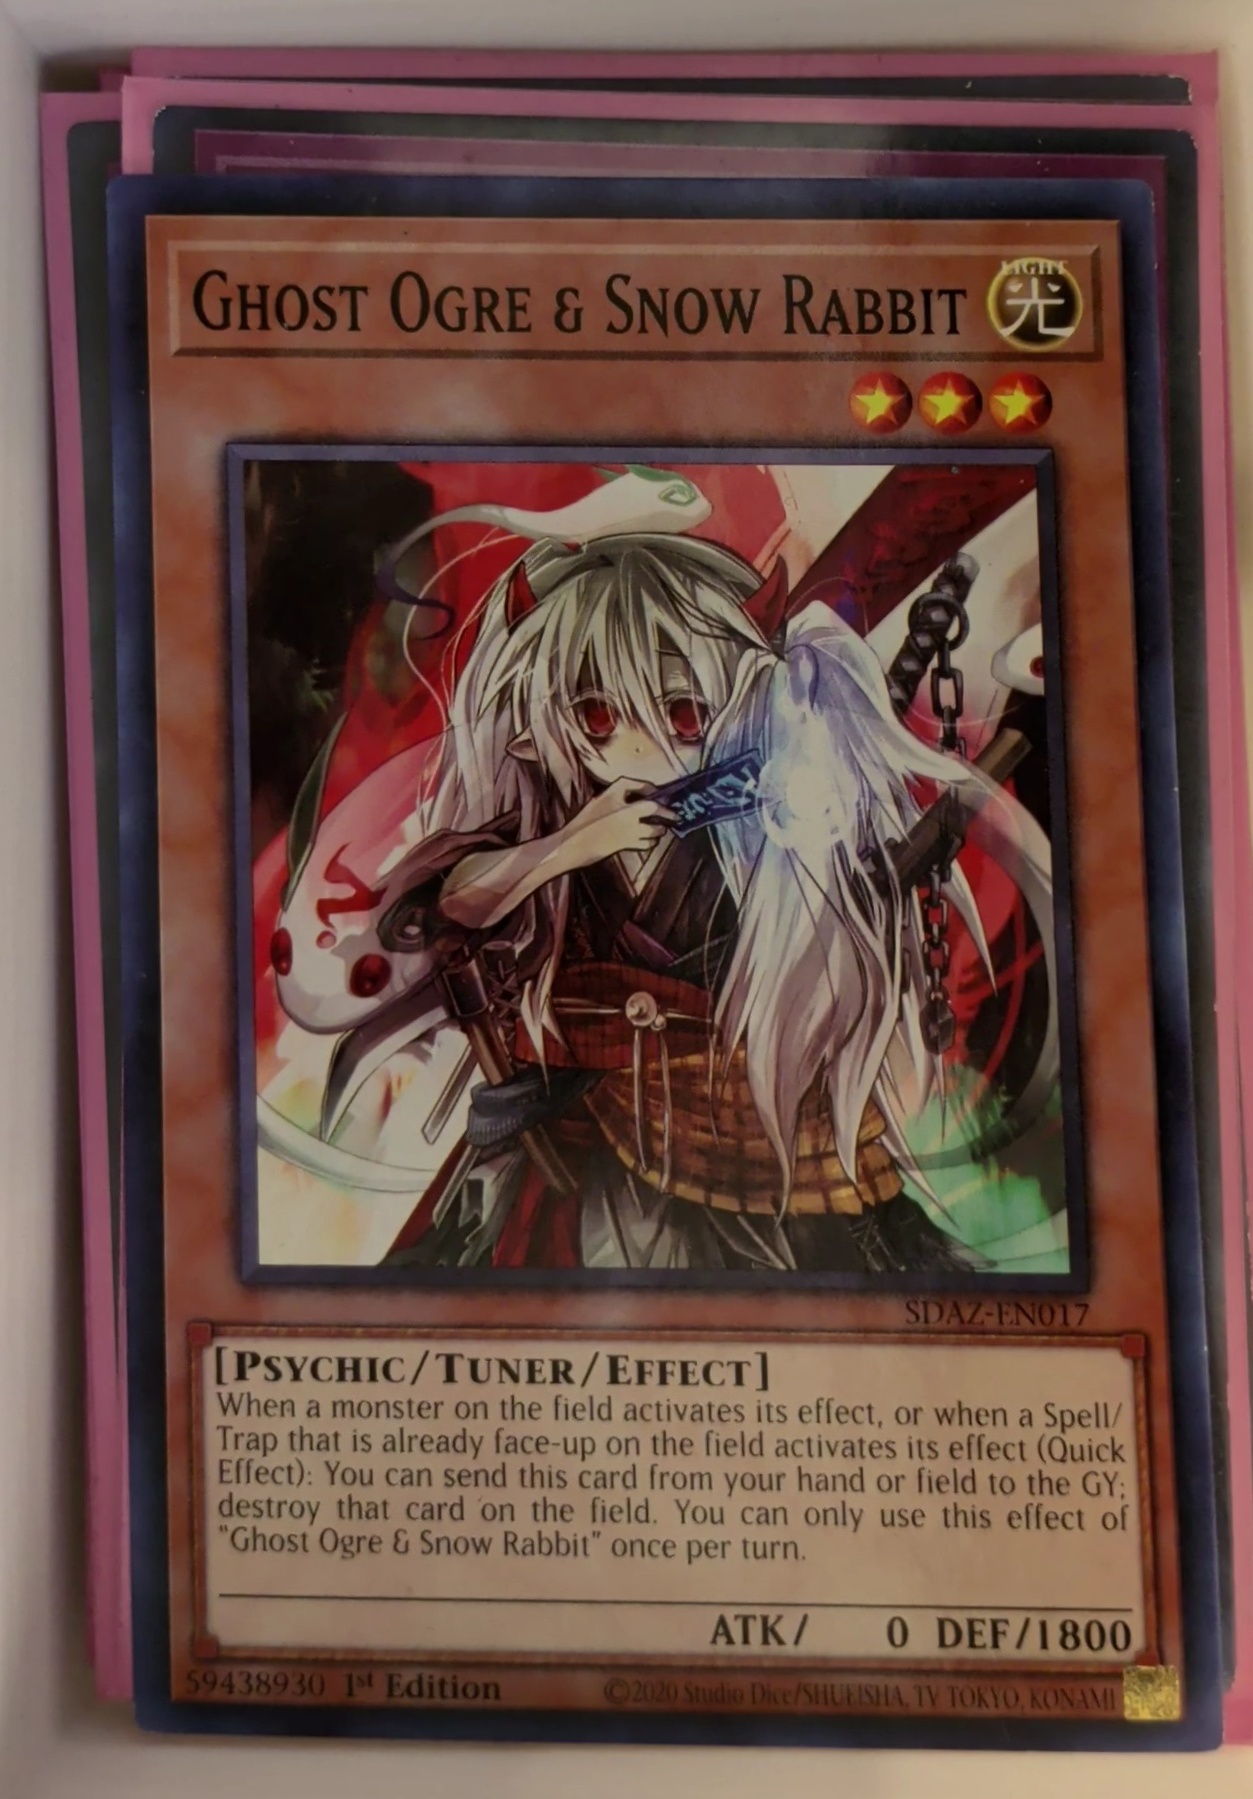 GHOST OGRE & SNOW RABBIT
LIGHT
光
SDAZ-EN017
[PSYCHIC/TUNER/EFFECT]
When a monster on the field activates its effect, or when a Spell/
Trap that is already face-up on the field activates its effect (Quick
Effect): You can send this card from your hand or field to the GY;
destroy that card on the field. You can only use this effect of
"Ghost Ogre & Snow Rabbit" once per turn.
ATK/ 0 DEF/1800
59438930 1st Edition ©2020 Studio Dice/SHUEISHA, TV TOKYO, KONAMI